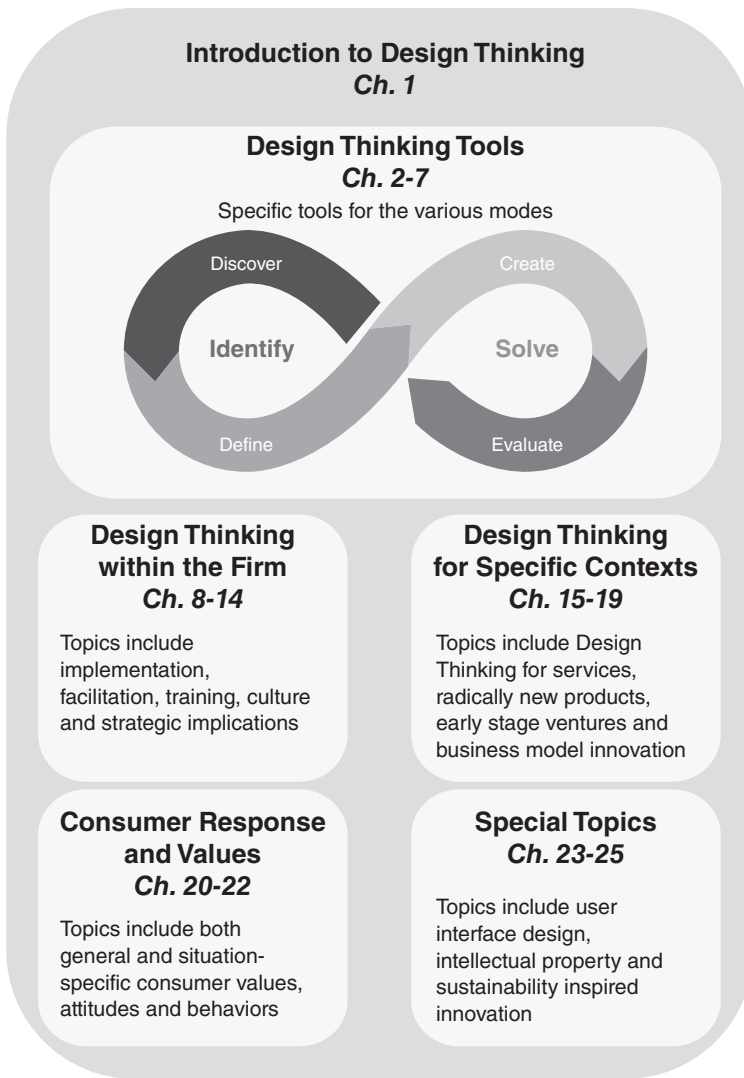 Introduction to Design Thinking
Ch. 1
Design Thinking Tools
Ch. 2-7
Specific tools for the various modes
Discover
Create
Identify
Solve
Define
Evaluate
Design Thinking
within the Firm
Ch. 8-14
Topics include
implementation,
facilitation, training, culture
and strategic implications
Design Thinking
for Specific Contexts
Ch. 15-19
Topics include Design
Thinking for services,
radically new products,
early stage ventures and
business model innovation
Consumer Response
and Values
Ch. 20-22
Topics include both
general and situation-
specific consumer values,
attitudes and behaviors
Special Topics
Ch. 23-25
Topics include user
interface design,
intellectual property and
sustainability inspired
innovation